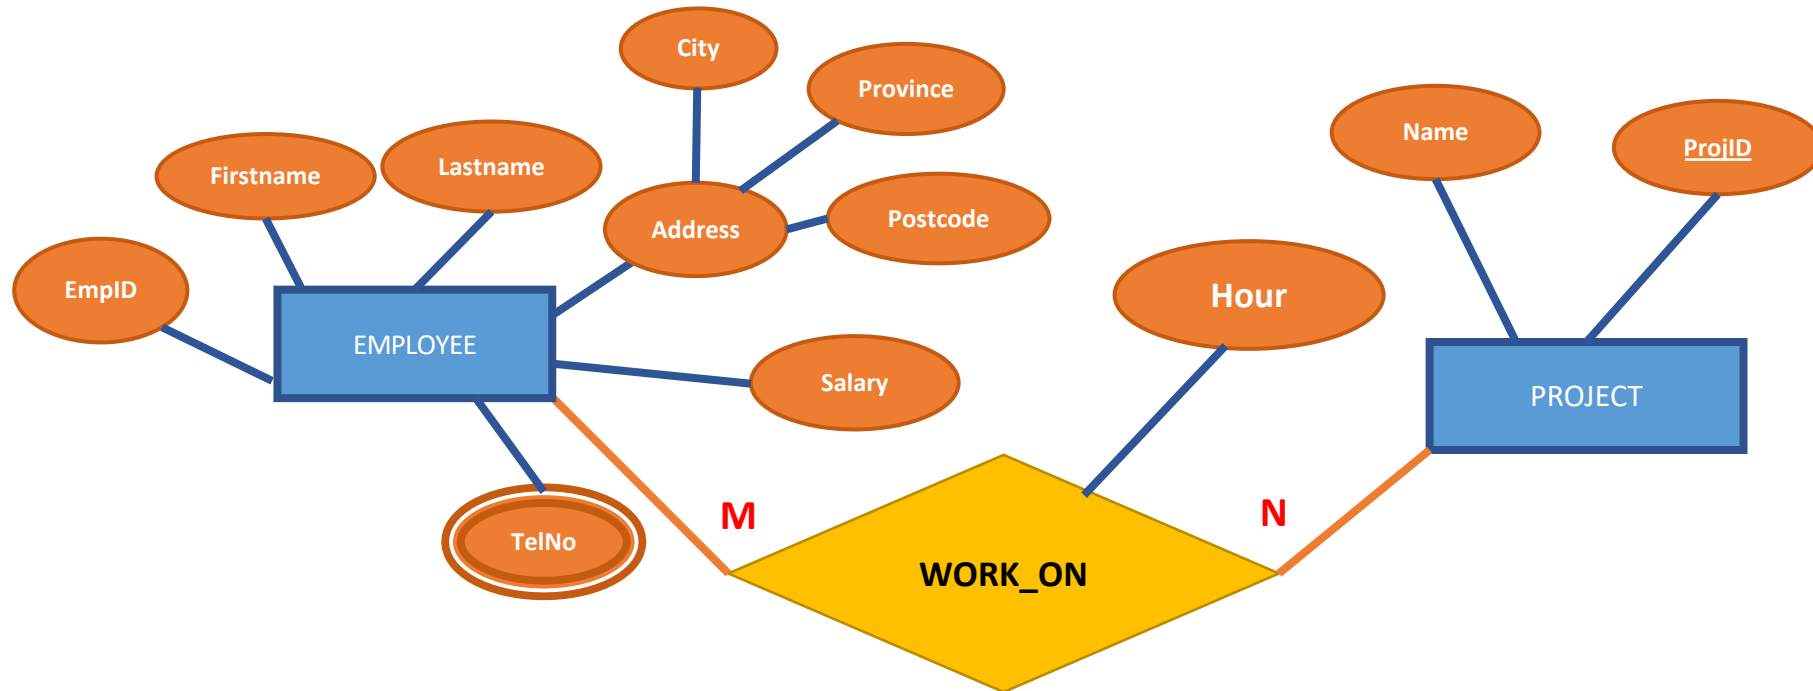 City
Province
Name
ProjID
Firstname
Lastname
Address
Postcode
EmpID
Hour
EMPLOYEE
Salary
PROJECT
M
N
TelNo
WORK_ON